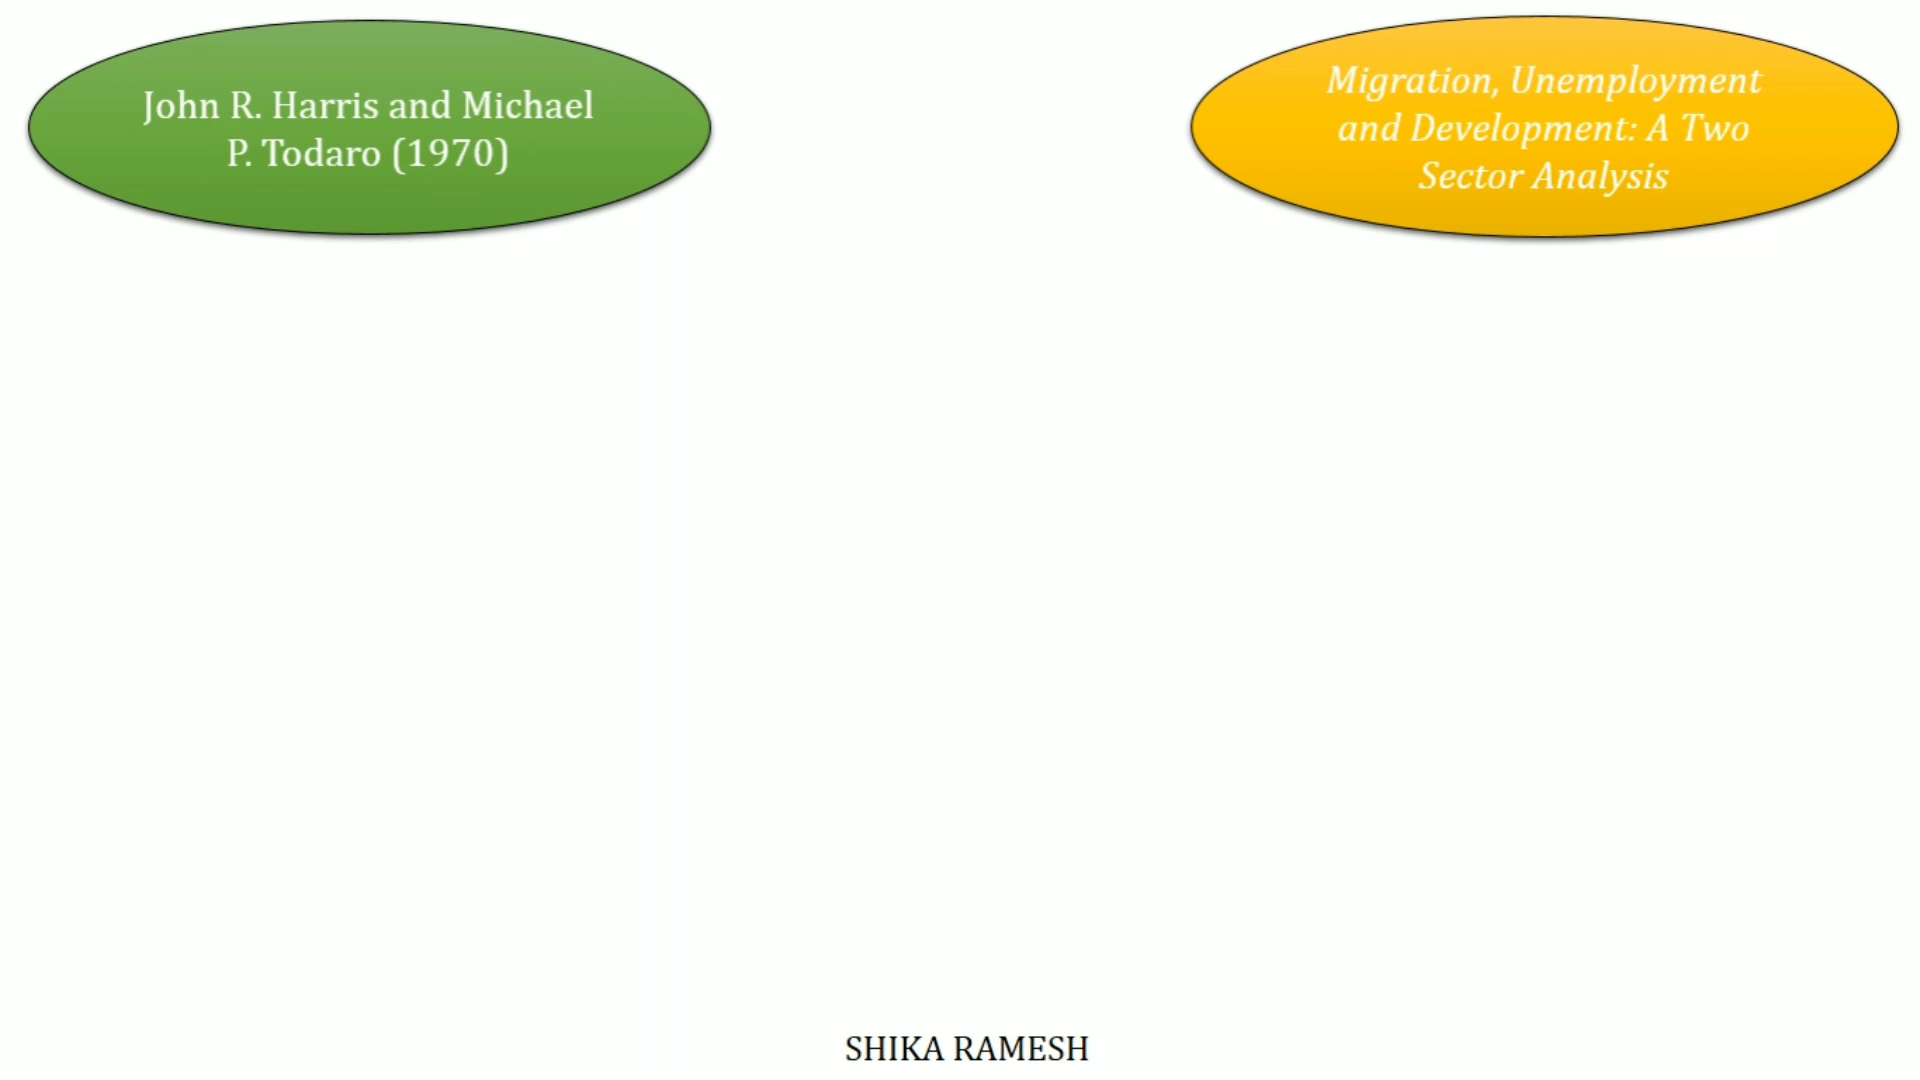 John R. Harris and Michael
P. Todaro (1970)
Migration, Unemployment
and Development: A Two
Sector Analysis
SHIKA RAMESH